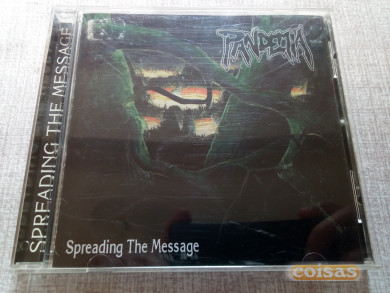 SPREADING THE MESSAGE
PANDEMIA
Spreading The Message
coisas